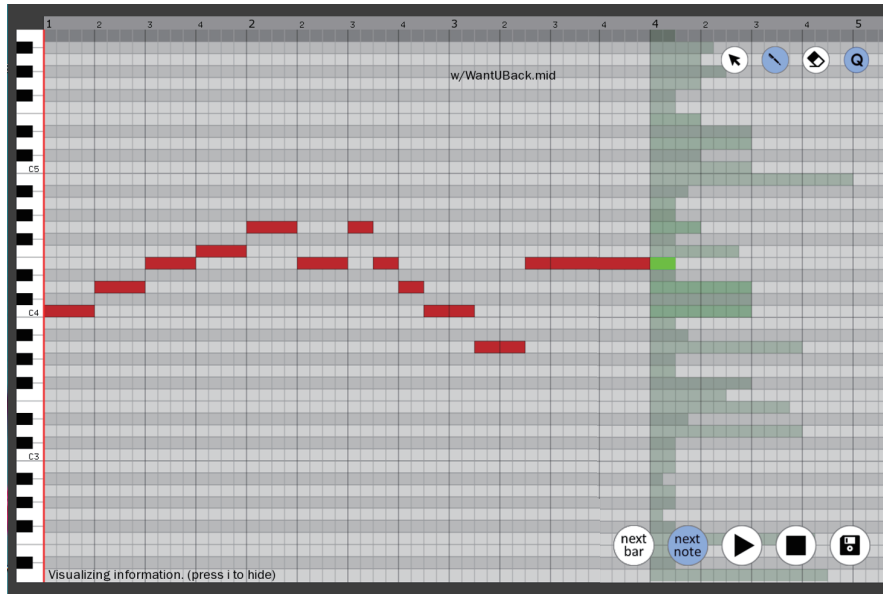 1 2 3 4 2 2 3 4 3 2 3 4 4 2 3 4 5
w/WantUBack.mid
Q
C5
C4
C3
next
bar
next
note
Visualizing information. (press i to hide)